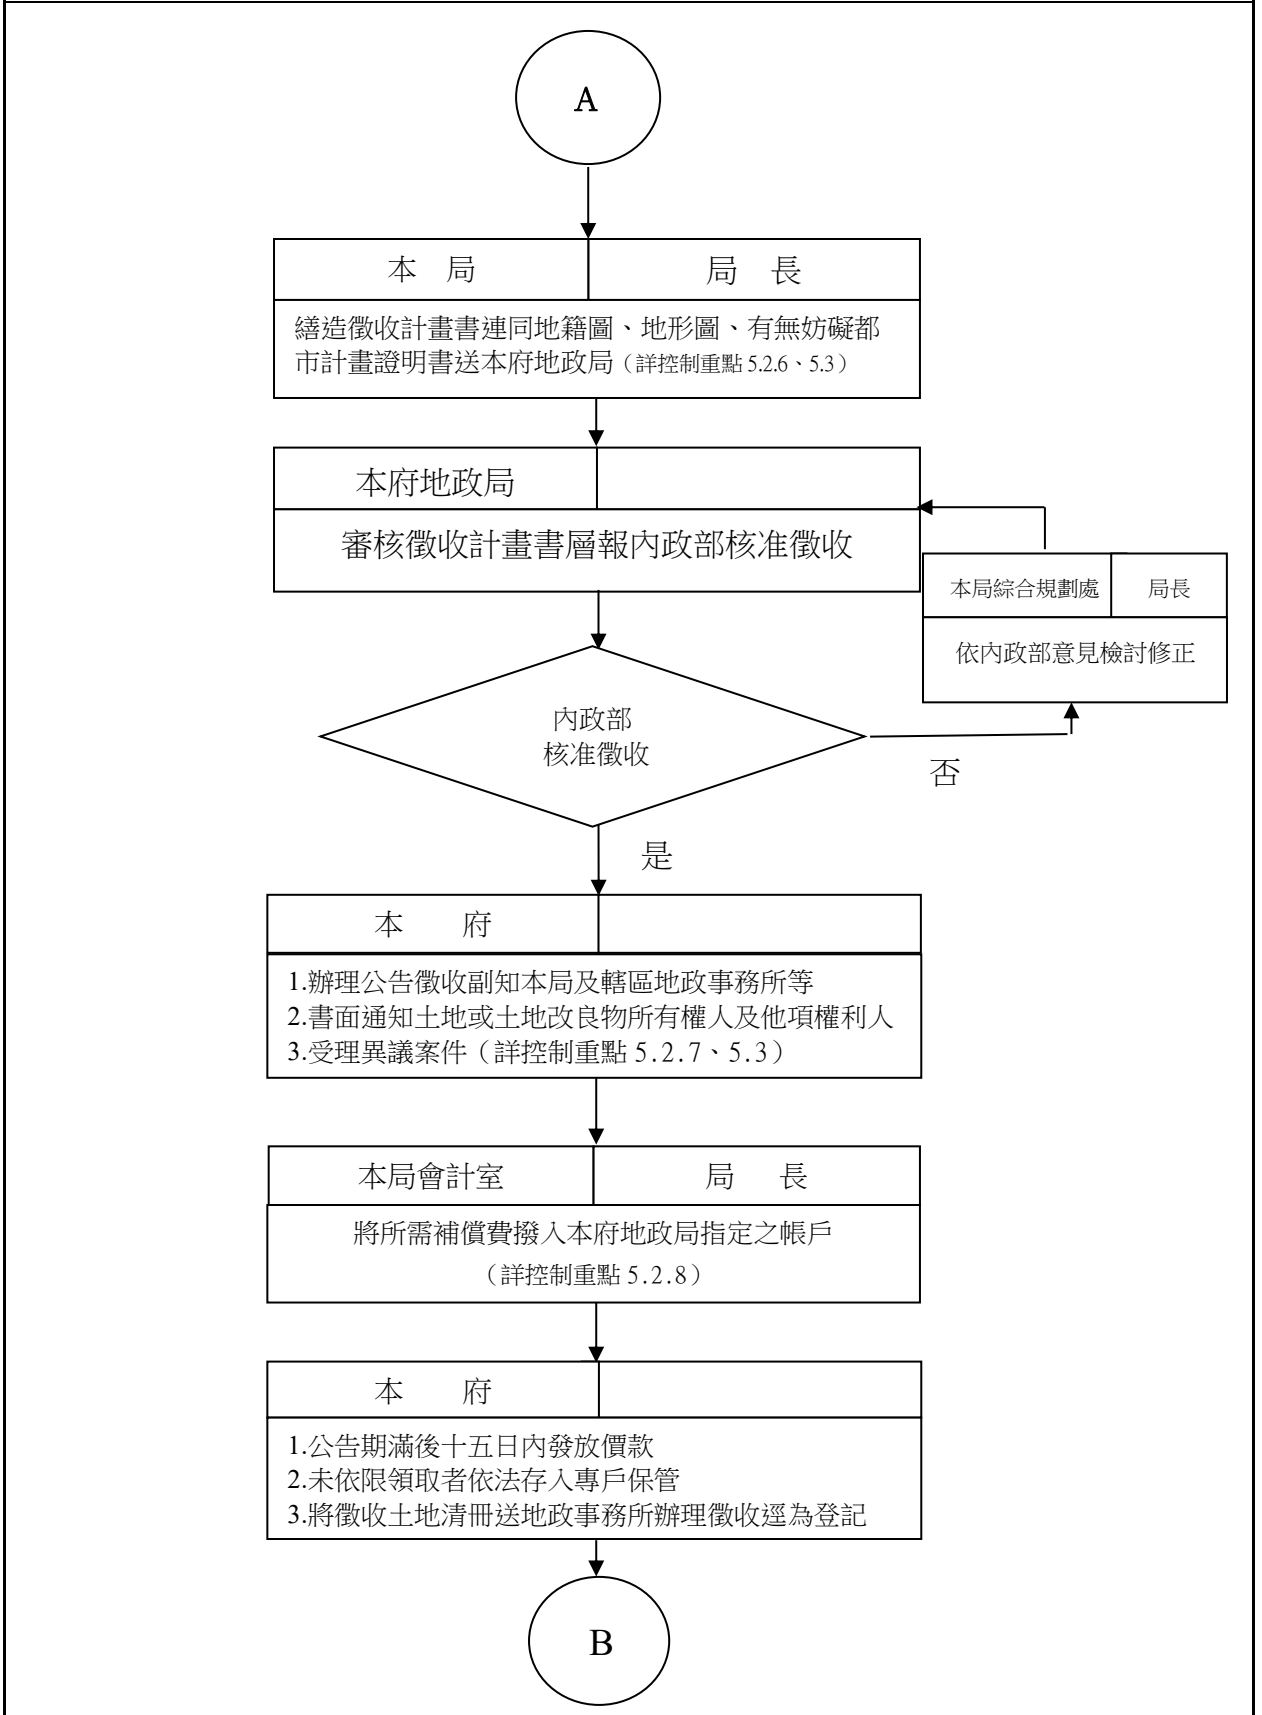 A
本 局 局 長
繕造徵收計畫書連同地籍圖、地形圖、有無妨礙都
市計畫證明書送本府地政局（詳控制重點 5.2.6、5.3）
本府地政局
審核徵收計畫書層報內政部核准徵收
本局綜合規劃處 局長
依內政部意見檢討修正
內政部
核准徵收
否
是
本 府
1.辦理公告徵收副知本局及轄區地政事務所等
2.書面通知土地或土地改良物所有權人及他項權利人
3.受理異議案件（詳控制重點 5.2.7、5.3）
本局會計室 局 長
將所需補償費撥入本府地政局指定之帳戶
（詳控制重點 5.2.8）
本 府
1.公告期滿後十五日內發放價款
2.未依限領取者依法存入專戶保管
3.將徵收土地清冊送地政事務所辦理徵收逕為登記
B